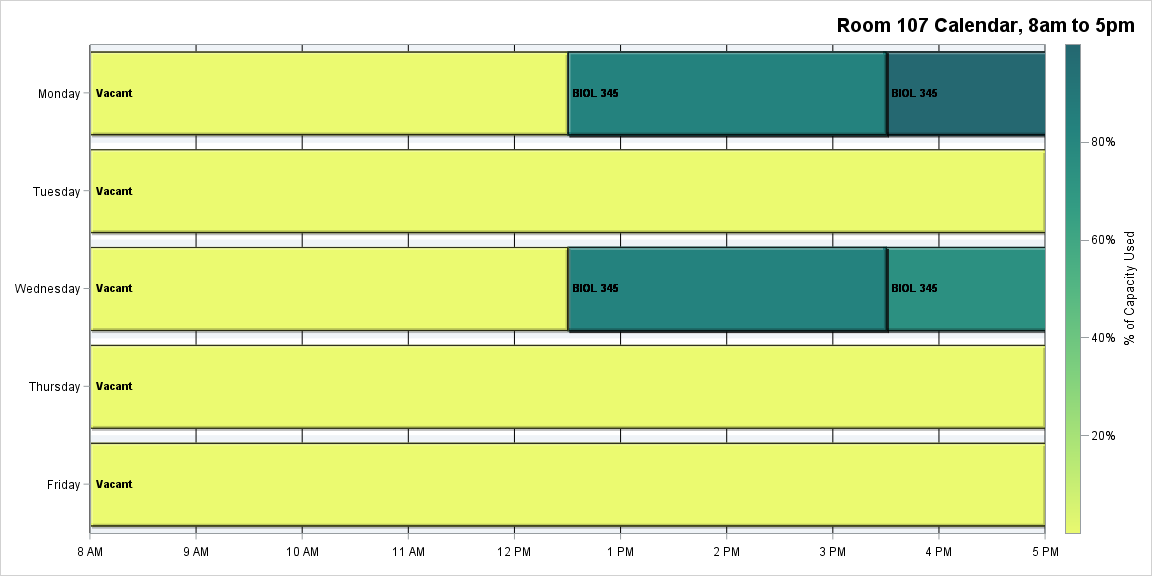 Room 107 Calendar, 8am to 5pm
Monday
Vacant
BIOL 345
BIOL 345
Tuesday
Vacant
Wednesday
Vacant
BIOL 345
BIOL 345
Thursday
Vacant
Friday
Vacant
8 AM 9 AM 10 AM 11 AM 12 PM 1 PM 2 PM 3 PM 4 PM 5 PM
80%
60%
40%
20%
% of Capacity Used